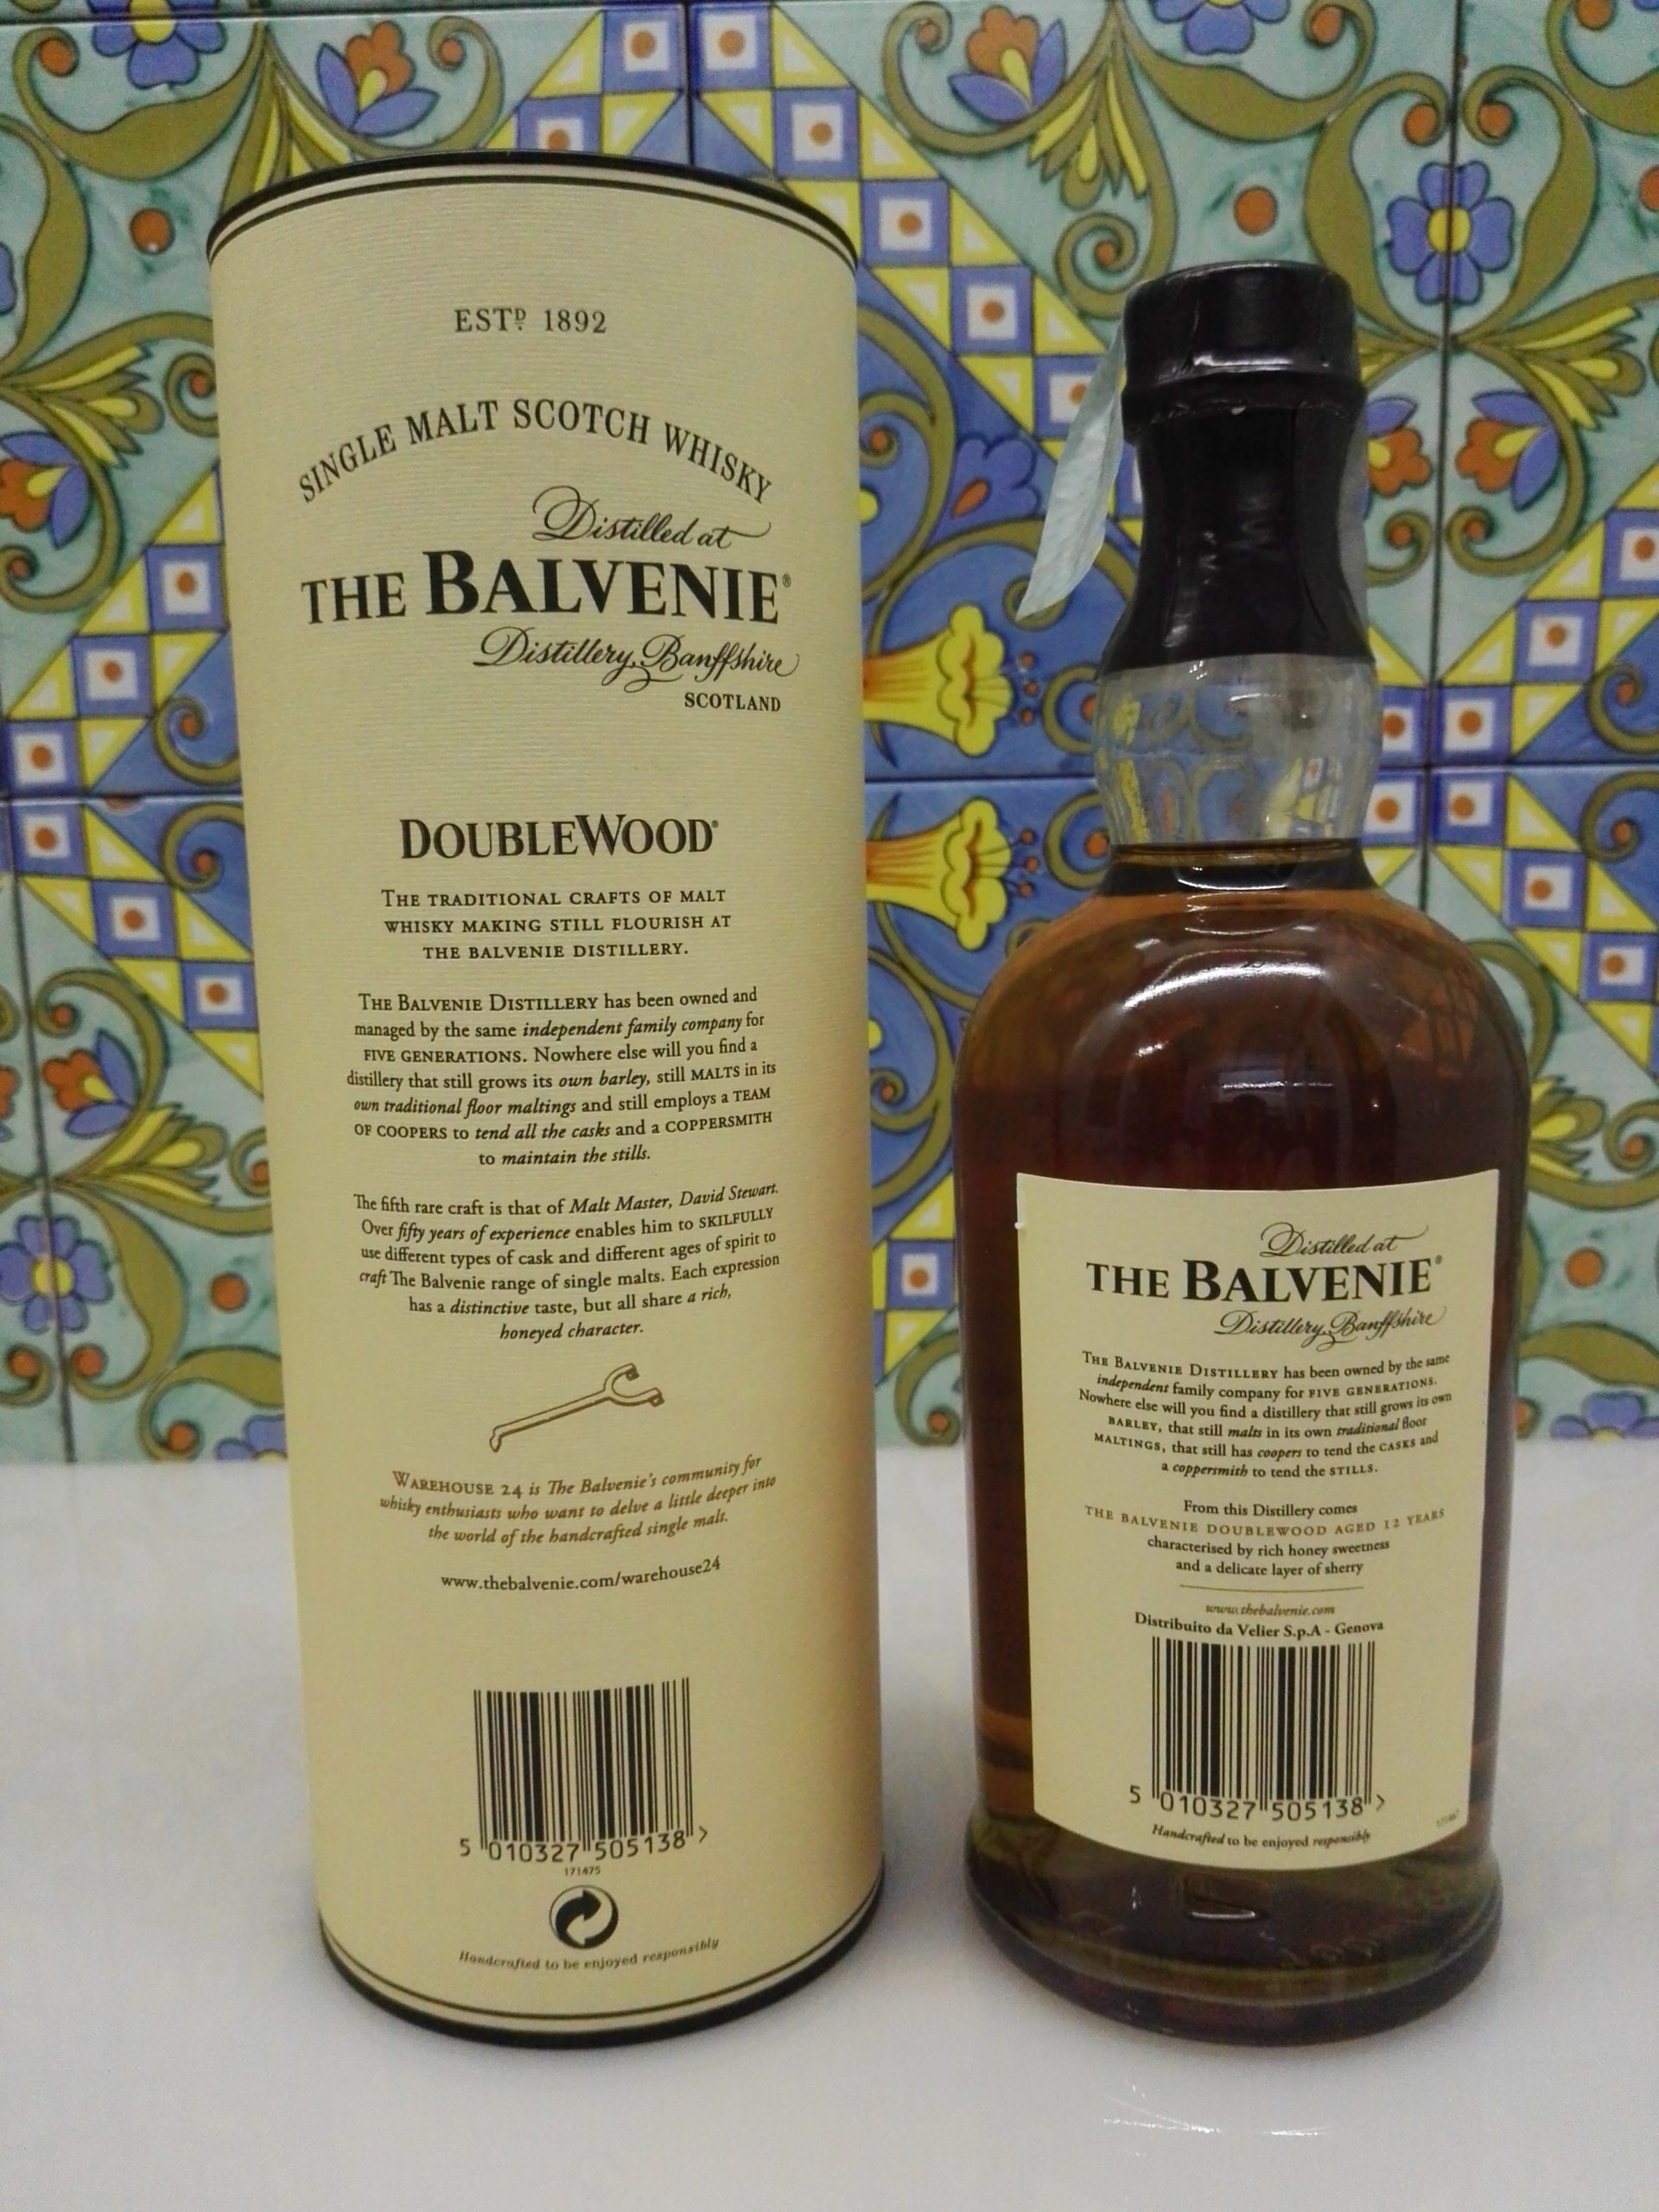 ESTD 1892
SINGLE MALT SCOTCH WHISKY
Distilled at
THE BALVENIE®
Distillery, Banffshire
SCOTLAND
DOUBLEWOOD®
THE TRADITIONAL CRAFTS OF MALT
WHISKY MAKING STILL FLOURISH AT
THE BALVENIE DISTILLERY.
THE BALVENIE DISTILLERY has been owned and
managed by the same independent family company for
FIVE GENERATIONS. Nowhere else will you find a
distillery that still grows its own barley, still MALTS in its
own traditional floor maltings and still employs a TEAM
OF COOPERS to tend all the casks and a COPPERSMITH
to maintain the stills.
The fifth rare craft is that of Malt Master, David Stewart.
Over fifty years of experience enables him to SKILFULLY
use different types of cask and different ages of spirit to
craft The Balvenie range of single malts. Each expression
has a distinctive taste, but all share a rich,
honeyed character.
WAREHOUSE 24 is The Balvenie's community for
whisky enthusiasts who want to delve a little deeper into
the world of the handcrafted single malt.
www.thebalvenie.com/warehouse24
5 010327 505138 >
171475
Handcrafted to be enjoyed responsibly
Distilled at
THE BALVENIE®
Distillery, Banffshire
THE BALVENIE DISTILLERY has been owned by the same
independent family company for FIVE GENERATIONS.
Nowhere else will you find a distillery that still grows its own
BARLEY, that still malts in its own traditional floor
MALTINGS, that still has coopers to tend the CASKS and
a coppersmith to tend the STILLS.
From this Distillery comes
THE BALVENIE DOUBLEWOOD AGED 12 YEARS
characterised by rich honey sweetness
and a delicate layer of sherry
www.thebalvenie.com
Distribuito da Velier S.p.A - Genova
5 010327 505138 >
Handcrafted to be enjoyed responsibly